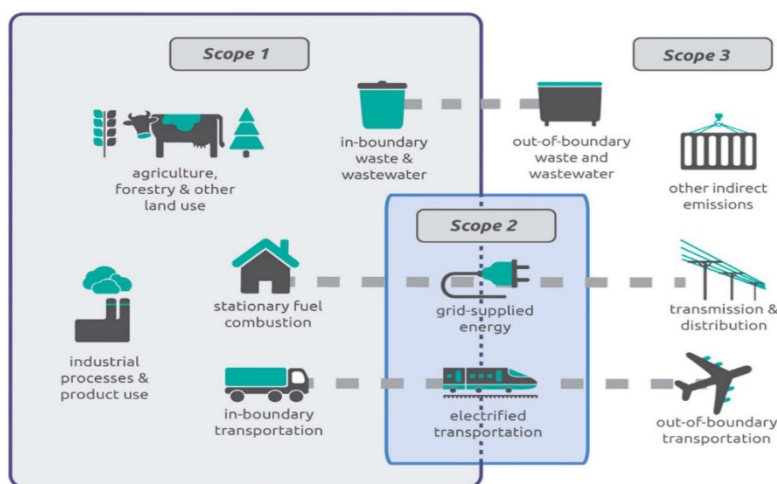 Scope 1
Scope 3
in-boundary
waste &
wastewater
out-of-boundary
waste and
wastewater
agriculture,
forestry & other
land use
other indirect
emissions
Scope 2
stationary fuel
combustion
grid-supplied
energy
transmission &
distribution
industrial
processes &
product use
in-boundary
transportation
electrified
transportation
out-of-boundary
transportation